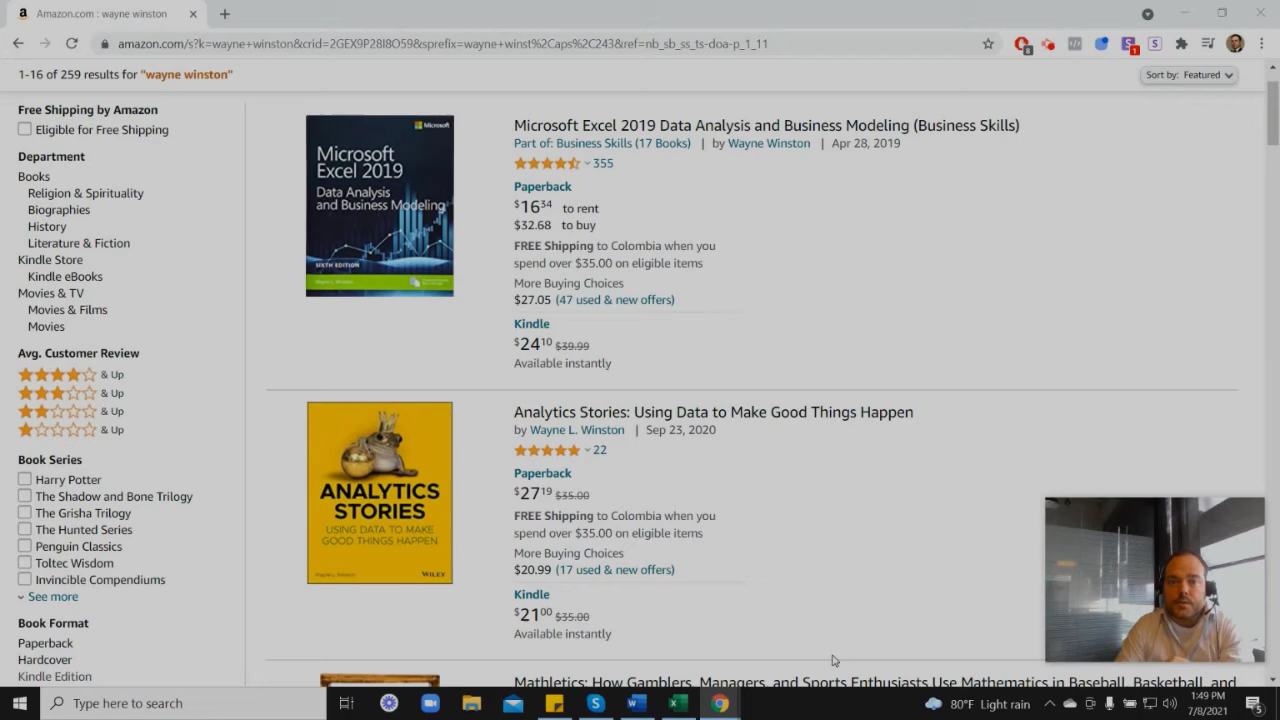 Amazon.com : wayne winston
amazon.com/s?k=wayne+winston&crid=2GEX9P28I8O59&sprefix=wayne+winst%2Caps%2C243&ref=nb_sb_ss_ts-doa-p_1_11
8
1
1-16 of 259 results for "wayne winston"
Sort by: Featured
Free Shipping by Amazon
Eligible for Free Shipping
Department
Books
Religion & Spirituality
Biographies
History
Literature & Fiction
Kindle Store
Kindle eBooks
Movies & TV
Movies & Films
Movies
Avg. Customer Review
& Up
& Up
& Up
& Up
Book Series
Harry Potter
The Shadow and Bone Trilogy
The Grisha Trilogy
The Hunted Series
Penguin Classics
Toltec Wisdom
Invincible Compendiums
See more
Book Format
Paperback
Hardcover
Kindle Edition
Microsoft
Microsoft
Excel 2019
Data Analysis
and Business Modeling
SIXTH EDITION
Wayne L. Winston
Microsoft Excel 2019 Data Analysis and Business Modeling (Business Skills)
Part of: Business Skills (17 Books) | by Wayne Winston | Apr 28, 2019
355
Paperback
$16 34 to rent
$32.68 to buy
FREE Shipping to Colombia when you
spend over $35.00 on eligible items
More Buying Choices
$27.05 (47 used & new offers)
Kindle
$24 10 $39.99
Available instantly
ANALYTICS
STORIES
USING DATA TO MAKE
GOOD THINGS HAPPEN
WAYNE L. WINSTON
WILEY
Analytics Stories: Using Data to Make Good Things Happen
by Wayne L. Winston | Sep 23, 2020
22
Paperback
$27 19 $35.00
FREE Shipping to Colombia when you
spend over $35.00 on eligible items
More Buying Choices
$20.99 (17 used & new offers)
Kindle
$21 00 $35.00
Available instantly
Mathletics: How Gamblers, Managers, and Sports Enthusiasts Use Mathematics in Baseball, Basketball, and
Type here to search
80°F Light rain
1:49 PM
7/8/2021
5